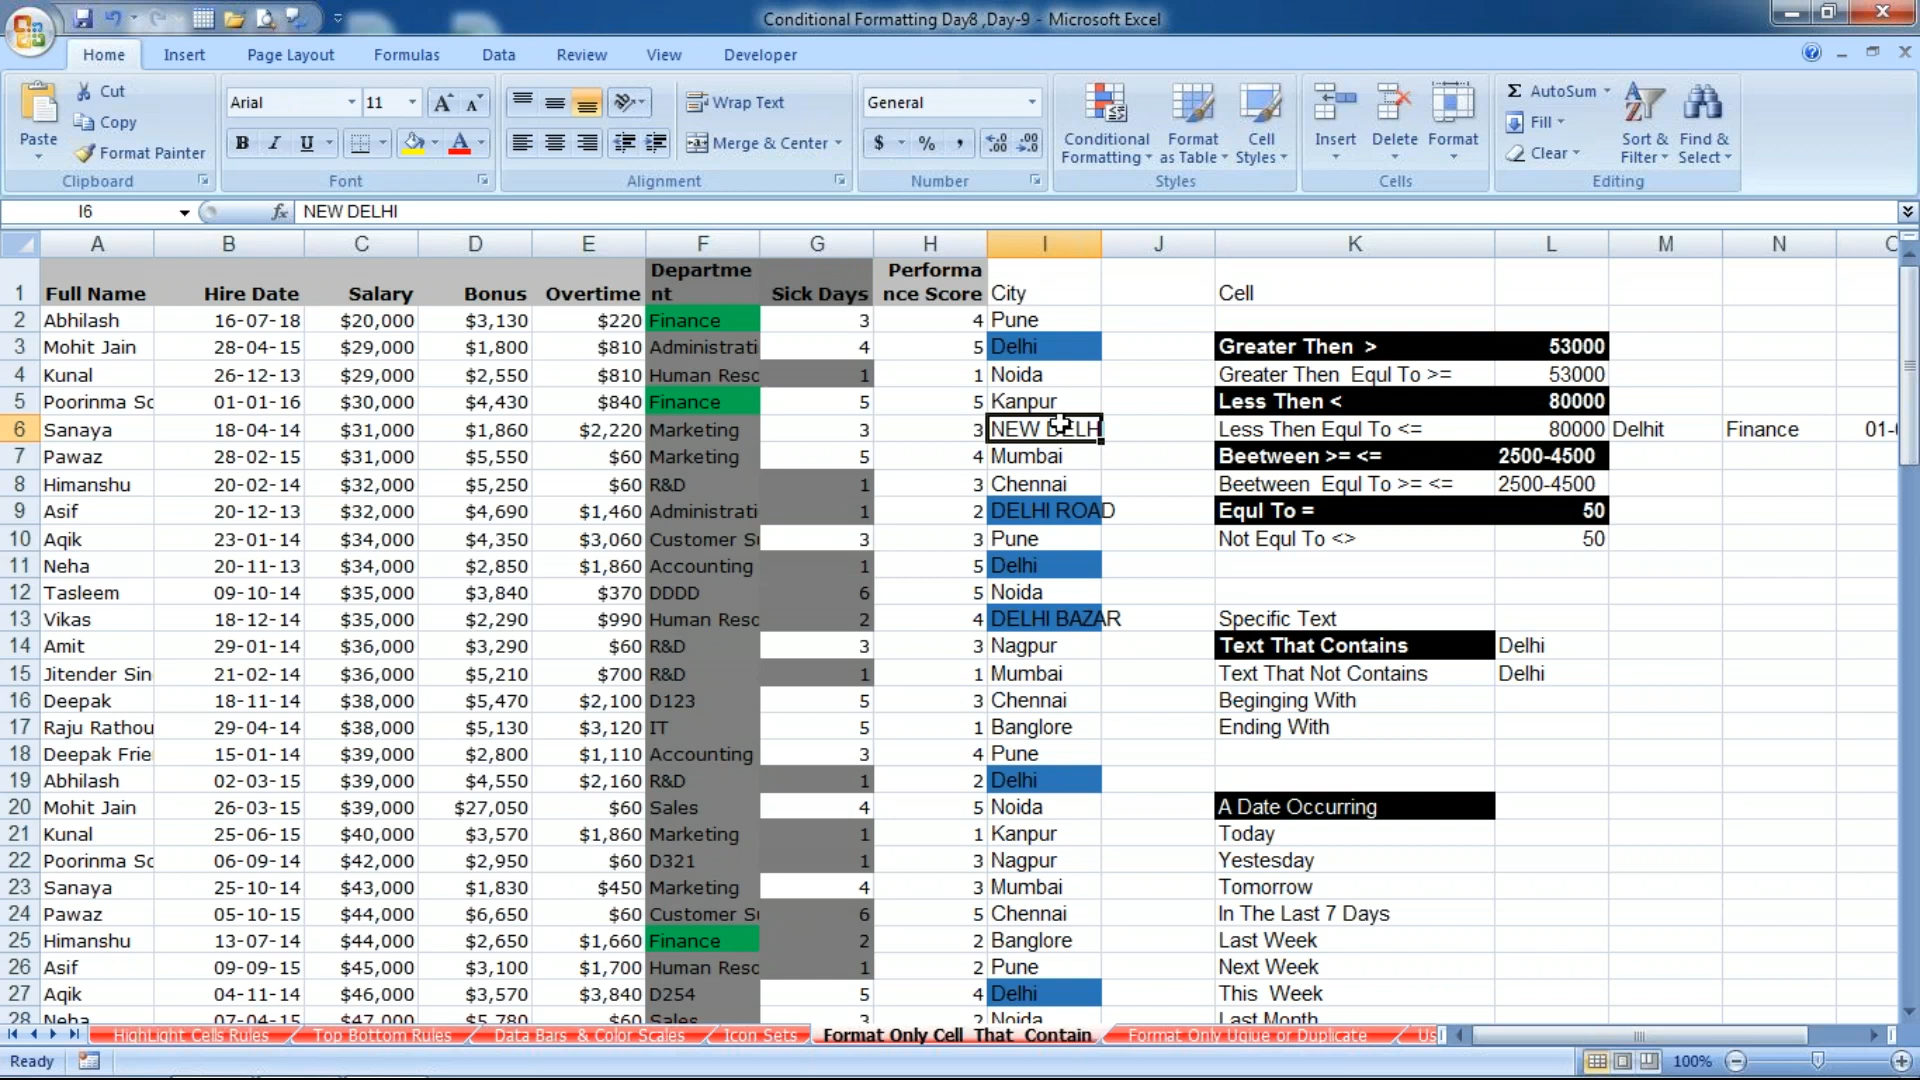 Conditional Formatting Day8 ,Day-9 - Microsoft Excel
Home Insert Page Layout Formulas Data Review View Developer
Paste Cut Copy Format Painter Clipboard
Arial 11 B I U Font
Wrap Text Merge & Center Alignment
General $ % , Number
Conditional Formatting Format as Table Cell Styles Styles
Insert Delete Format Cells
Σ AutoSum Fill Clear Sort & Filter Find & Select Editing
I6 fx NEW DELHI
A B C D E F G H I J K L M N
1 Full Name Hire Date Salary Bonus Overtime Departme nt Sick Days Performa nce Score City Cell
2 Abhilash 16-07-18 $20,000 $3,130 $220 Finance 3 4 Pune
3 Mohit Jain 28-04-15 $29,000 $1,800 $810 Administrati 4 5 Delhi Greater Then > 53000
4 Kunal 26-12-13 $29,000 $2,550 $810 Human Resc 1 1 Noida Greater Then Equl To >= 53000
5 Poorinma Sc 01-01-16 $30,000 $4,430 $840 Finance 5 5 Kanpur Less Then < 80000
6 Sanaya 18-04-14 $31,000 $1,860 $2,220 Marketing 3 3 NEW DELH Less Then Equl To <= 80000 Delhit Finance
7 Pawaz 28-02-15 $31,000 $5,550 $60 Marketing 5 4 Mumbai Beetween >= <= 2500-4500
8 Himanshu 20-02-14 $32,000 $5,250 $60 R&D 1 3 Chennai Beetween Equl To >= <= 2500-4500
9 Asif 20-12-13 $32,000 $4,690 $1,460 Administrati 1 2 DELHI ROAD Equl To = 50
10 Aqik 23-01-14 $34,000 $4,350 $3,060 Customer S 3 3 Pune Not Equl To <> 50
11 Neha 20-11-13 $34,000 $2,850 $1,860 Accounting 1 5 Delhi
12 Tasleem 09-10-14 $35,000 $3,840 $370 DDDD 6 5 Noida
13 Vikas 18-12-14 $35,000 $2,290 $990 Human Resc 2 4 DELHI BAZAR Specific Text
14 Amit 29-01-14 $36,000 $3,290 $60 R&D 3 3 Nagpur Text That Contains Delhi
15 Jitender Sin 21-02-14 $36,000 $5,210 $700 R&D 1 1 Mumbai Text That Not Contains Delhi
16 Deepak 18-11-14 $38,000 $5,470 $2,100 D123 5 3 Chennai Beginging With
17 Raju Rathou 29-04-14 $38,000 $5,130 $3,120 IT 5 1 Banglore Ending With
18 Deepak Frie 15-01-14 $39,000 $2,800 $1,110 Accounting 3 4 Pune
19 Abhilash 02-03-15 $39,000 $4,550 $2,160 R&D 1 2 Delhi
20 Mohit Jain 26-03-15 $39,000 $27,050 $60 Sales 4 5 Noida A Date Occurring
21 Kunal 25-06-15 $40,000 $3,570 $1,860 Marketing 1 1 Kanpur Today
22 Poorinma Sc 06-09-14 $42,000 $2,950 $60 D321 1 3 Nagpur Yestesday
23 Sanaya 25-10-14 $43,000 $1,830 $450 Marketing 4 3 Mumbai Tomorrow
24 Pawaz 05-10-15 $44,000 $6,650 $60 Customer S 6 5 Chennai In The Last 7 Days
25 Himanshu 13-07-14 $44,000 $2,650 $1,660 Finance 2 2 Banglore Last Week
26 Asif 09-09-15 $45,000 $3,100 $1,700 Human Resc 1 2 Pune Next Week
27 Aqik 04-11-14 $46,000 $3,570 $3,840 D254 5 4 Delhi This Week
28 Neha 07-04-15 $47,000 $5,780 $60 Sales 3 2 Noida Last Month
HighLight Cells Rules Top Bottom Rules Data Bars & Color Scales Icon Sets Format Only Cell That Contain Format Only Uqiue or Duplicate Us
Ready 100%